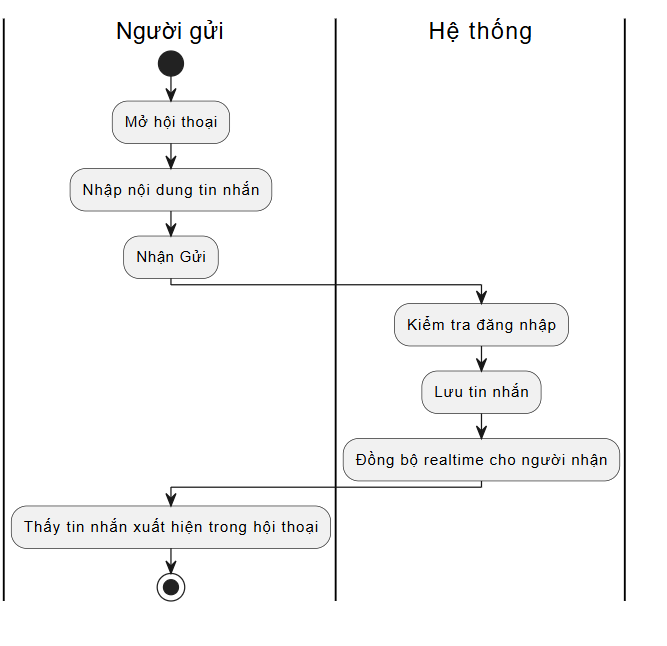 Người gửi
Hệ thống
Mở hội thoại
Nhập nội dung tin nhắn
Nhận Gửi
Kiểm tra đăng nhập
Lưu tin nhắn
Đồng bộ realtime cho người nhận
Thấy tin nhắn xuất hiện trong hội thoại